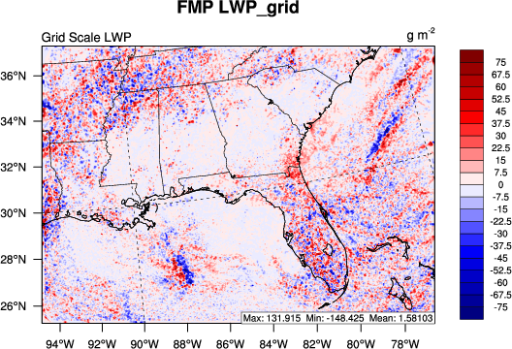 FMP LWP_grid
Grid Scale LWP
g m-2
36°N
34°N
32°N
30°N
28°N
26°N
94°W
92°W
90°W
88°W
86°W
84°W
82°W
80°W
78°W
Max: 131.915 Min: -148.425 Mean: 1.58103
75
67.5
60
52.5
45
37.5
30
22.5
15
7.5
0
-7.5
-15
-22.5
-30
-37.5
-45
-52.5
-60
-67.5
-75